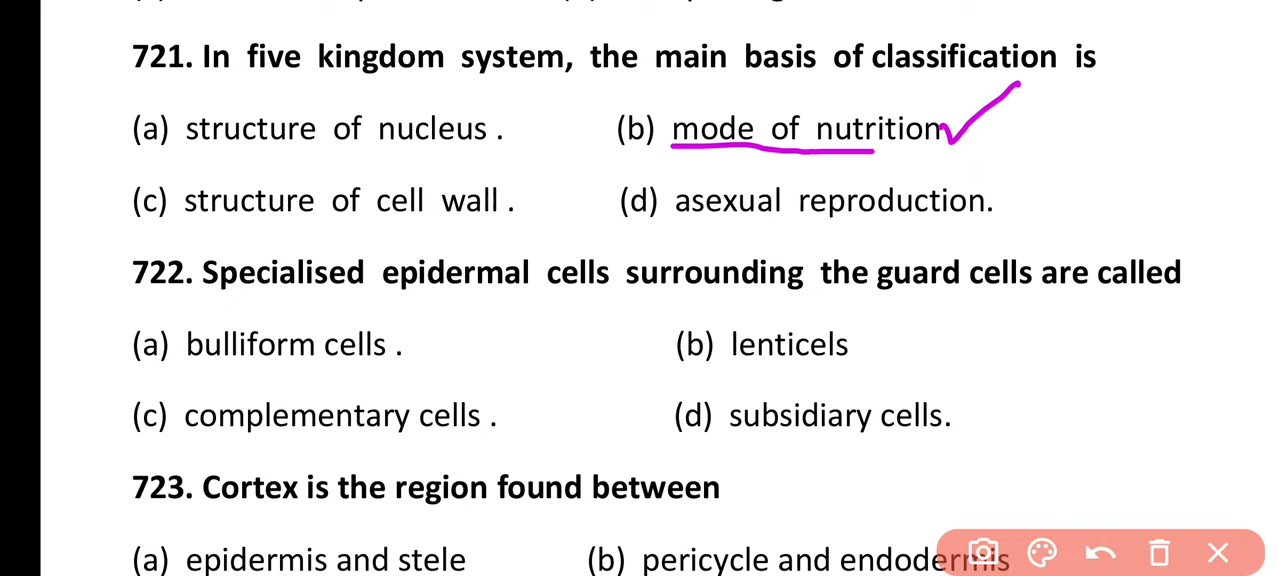 721. In five kingdom system, the main basis of classification is
(a) structure of nucleus . (b) mode of nutrition
(c) structure of cell wall . (d) asexual reproduction.
722. Specialised epidermal cells surrounding the guard cells are called
(a) bulliform cells . (b) lenticels
(c) complementary cells . (d) subsidiary cells.
723. Cortex is the region found between
(a) epidermis and stele (b) pericycle and endodermis